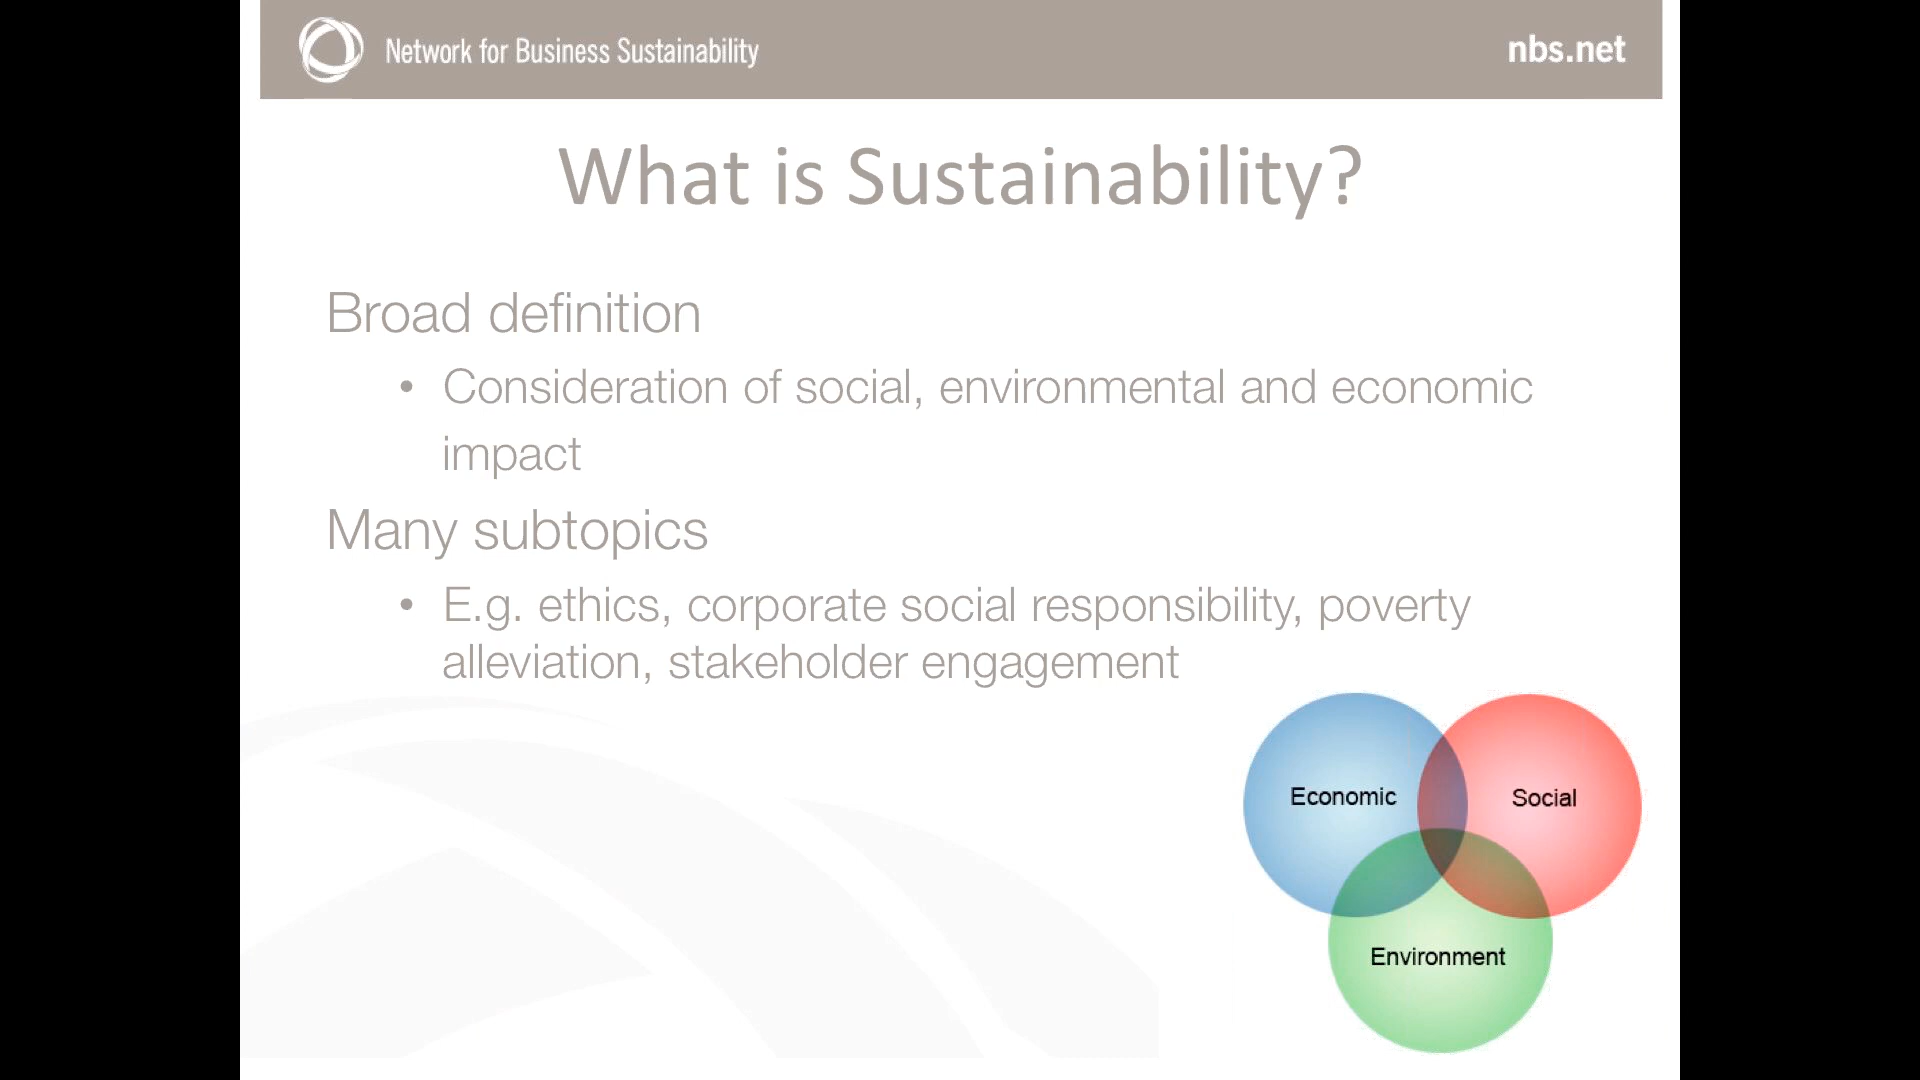 Network for Business Sustainability
nbs.net
What is Sustainability?
Broad definition
• Consideration of social, environmental and economic
impact
Many subtopics
• E.g. ethics, corporate social responsibility, poverty
alleviation, stakeholder engagement
Economic
Social
Environment